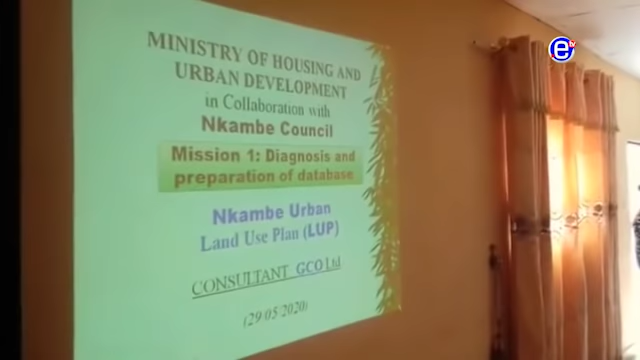 MINISTRY OF HOUSING AND
URBAN DEVELOPMENT
in Collaboration with
Nkambe Council
Mission 1: Diagnosis and
preparation of database
Nkambe Urban
Land Use Plan (LUP)
CONSULTANT GCO Ltd
(29/05/2020)
e tv